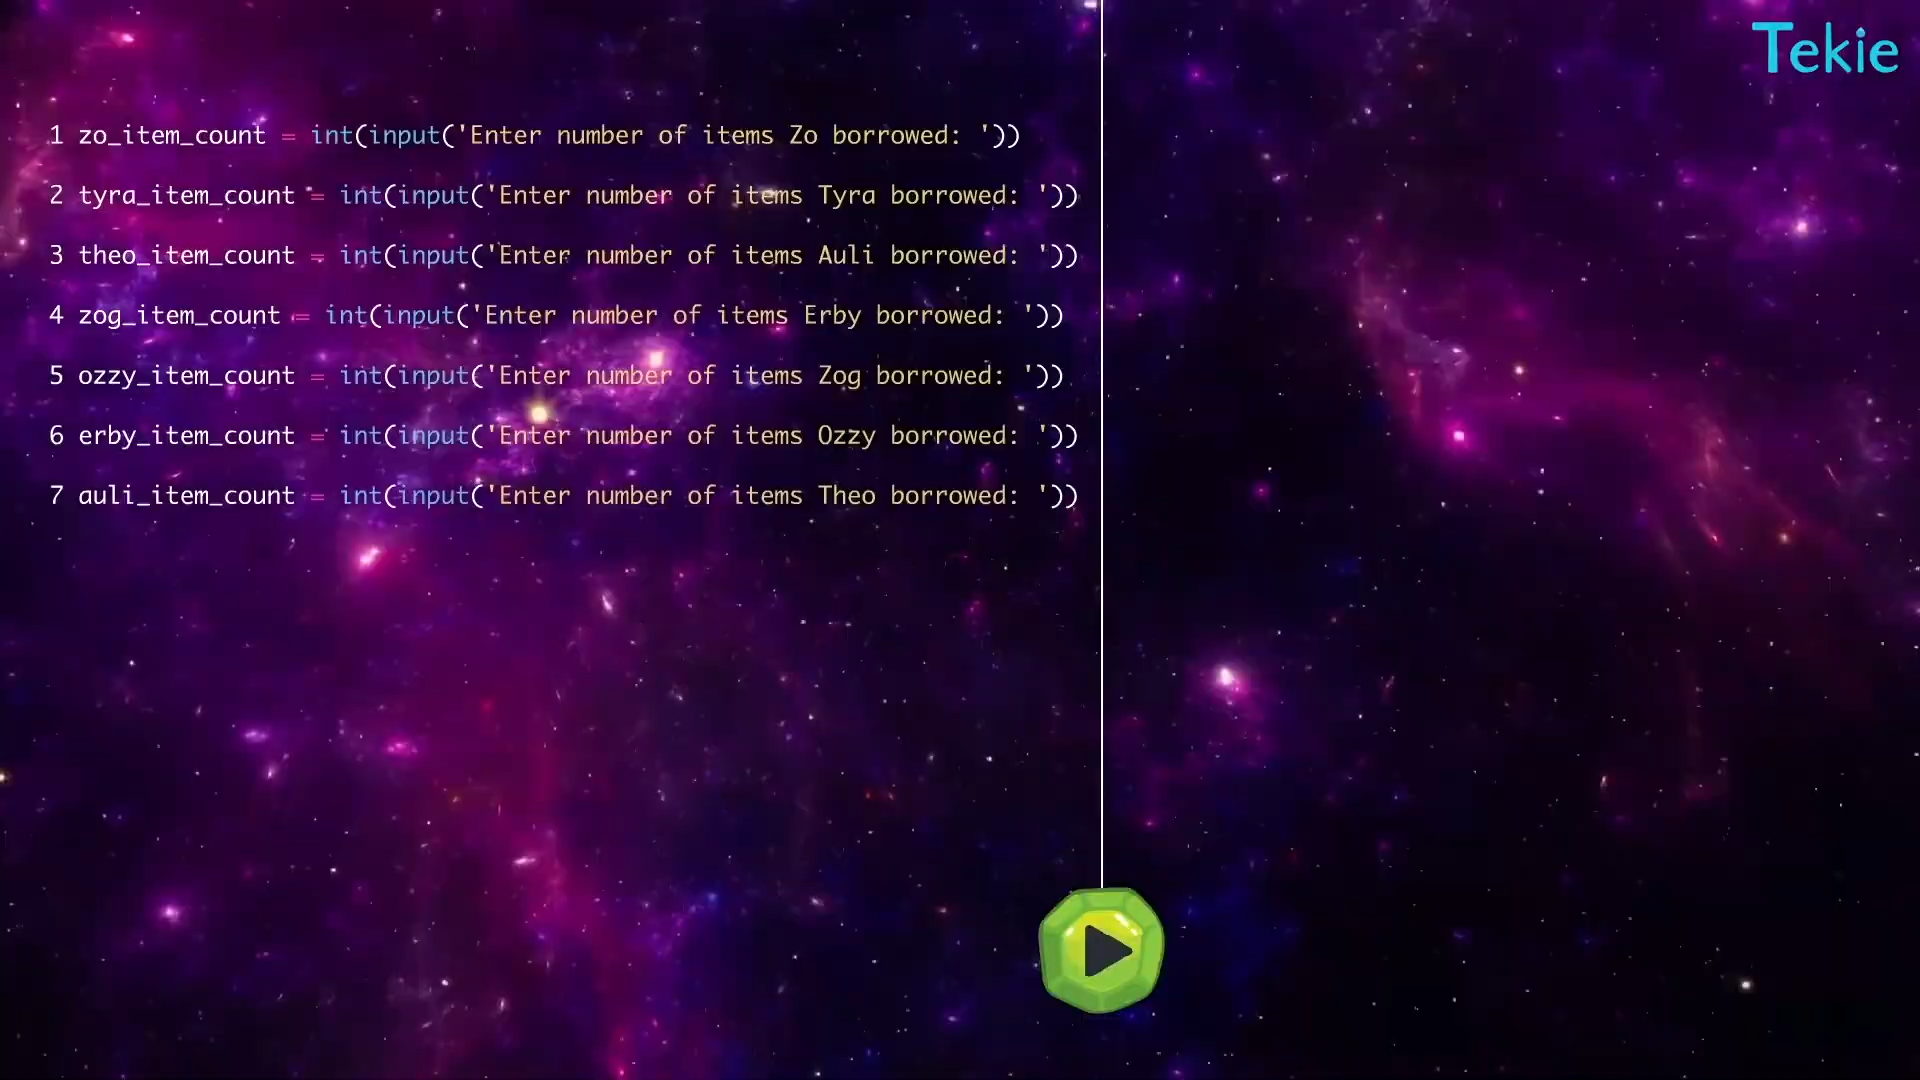 Tekie
1 zo_item_count = int(input('Enter number of items Zo borrowed: '))
2 tyra_item_count = int(input('Enter number of items Tyra borrowed: '))
3 theo_item_count = int(input('Enter number of items Auli borrowed: '))
4 zog_item_count = int(input('Enter number of items Erby borrowed: '))
5 ozzy_item_count = int(input('Enter number of items Zog borrowed: '))
6 erby_item_count = int(input('Enter number of items Ozzy borrowed: '))
7 auli_item_count = int(input('Enter number of items Theo borrowed: '))